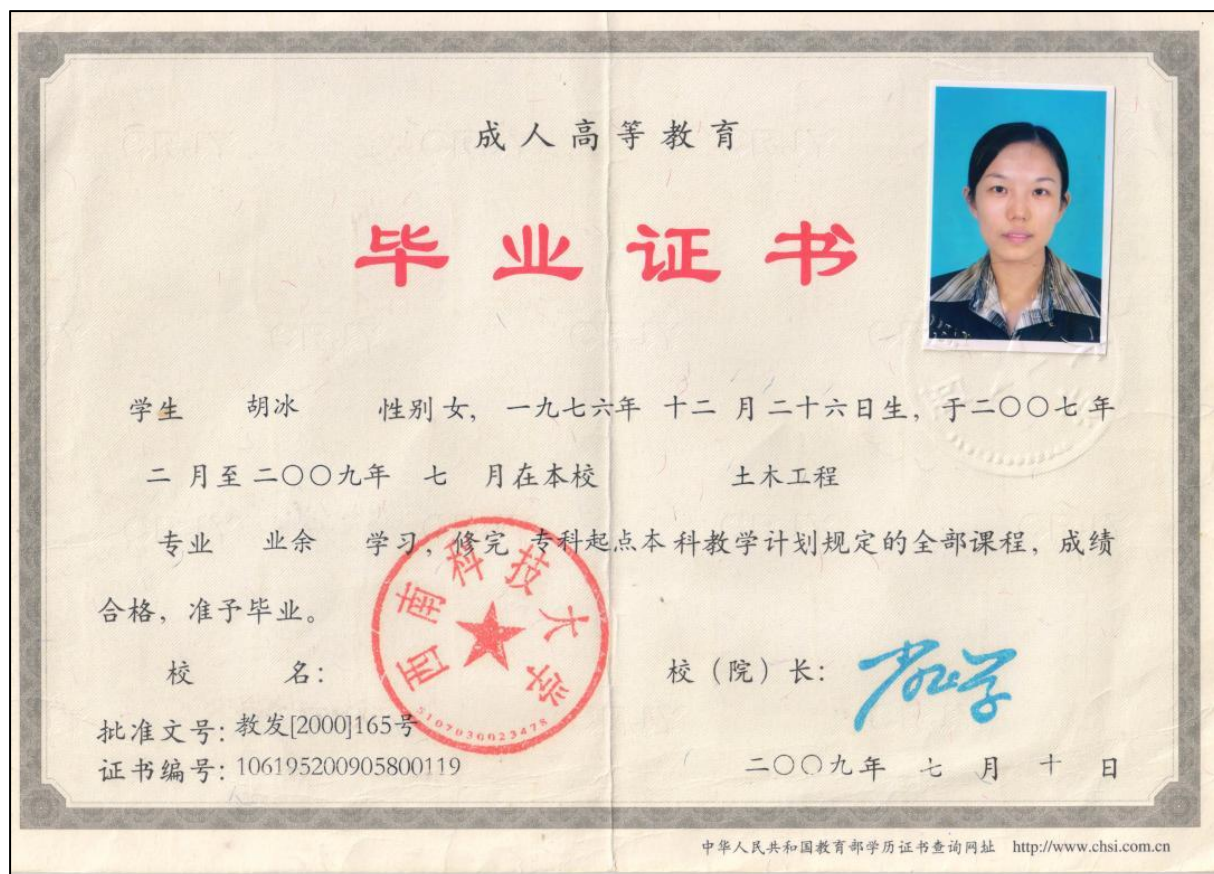 成人高等教育
毕业证书
学生 胡冰 性别 女, 一九七六年 十二 月 二十六日生, 于二〇〇七年
二 月至 二〇〇九年 七 月在本校 土木工程
专业 业余 学习, 修完 专科起点本科教学计划规定的全部课程, 成绩
合格, 准予毕业。
校 名:
西南科技大学
5107030023478
校（院）长:
批准文号: 教发[2000]165号
证书编号: 106195200905800119
二〇〇九年 七 月 十 日
中华人民共和国教育部学历证书查询网址 http://www.chsi.com.cn